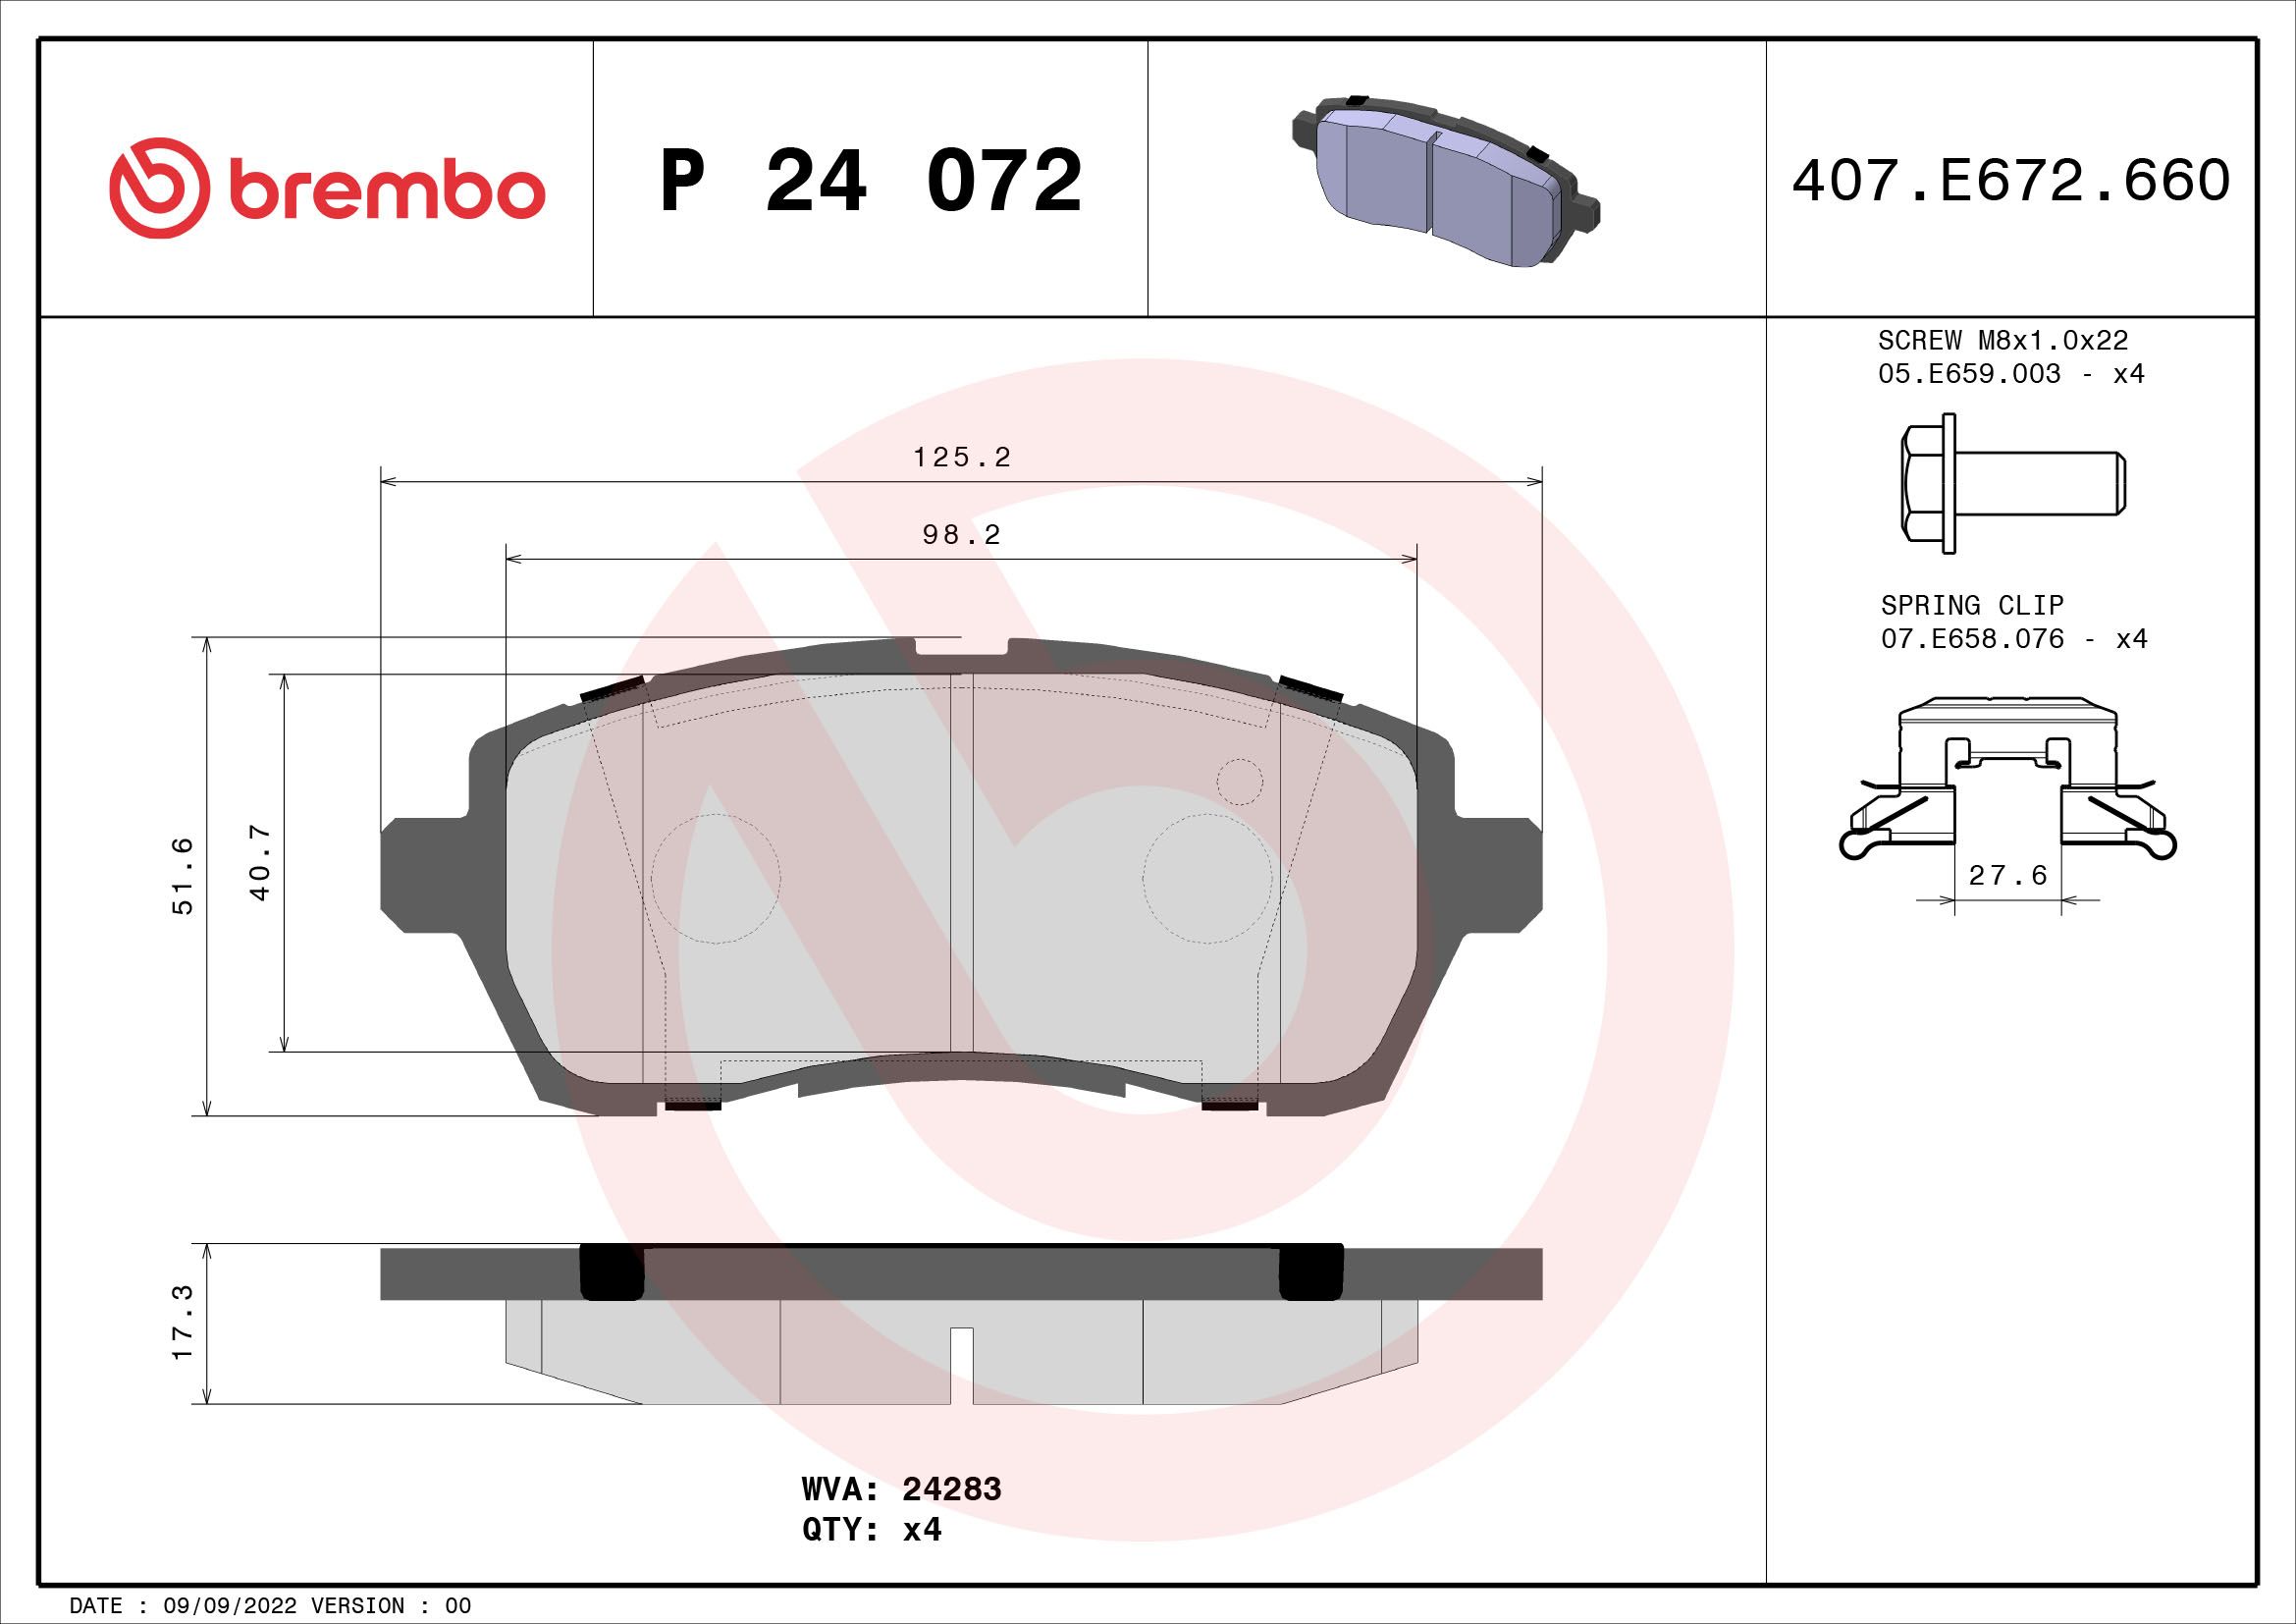 brembo
P 24 072
407.E672.660
SCREW M8x1.0x22
05.E659.003 - x4
SPRING CLIP
07.E658.076 - x4
27.6
125.2
98.2
51.6
40.7
17.3
WVA: 24283
QTY: x4
DATE : 09/09/2022 VERSION : 00